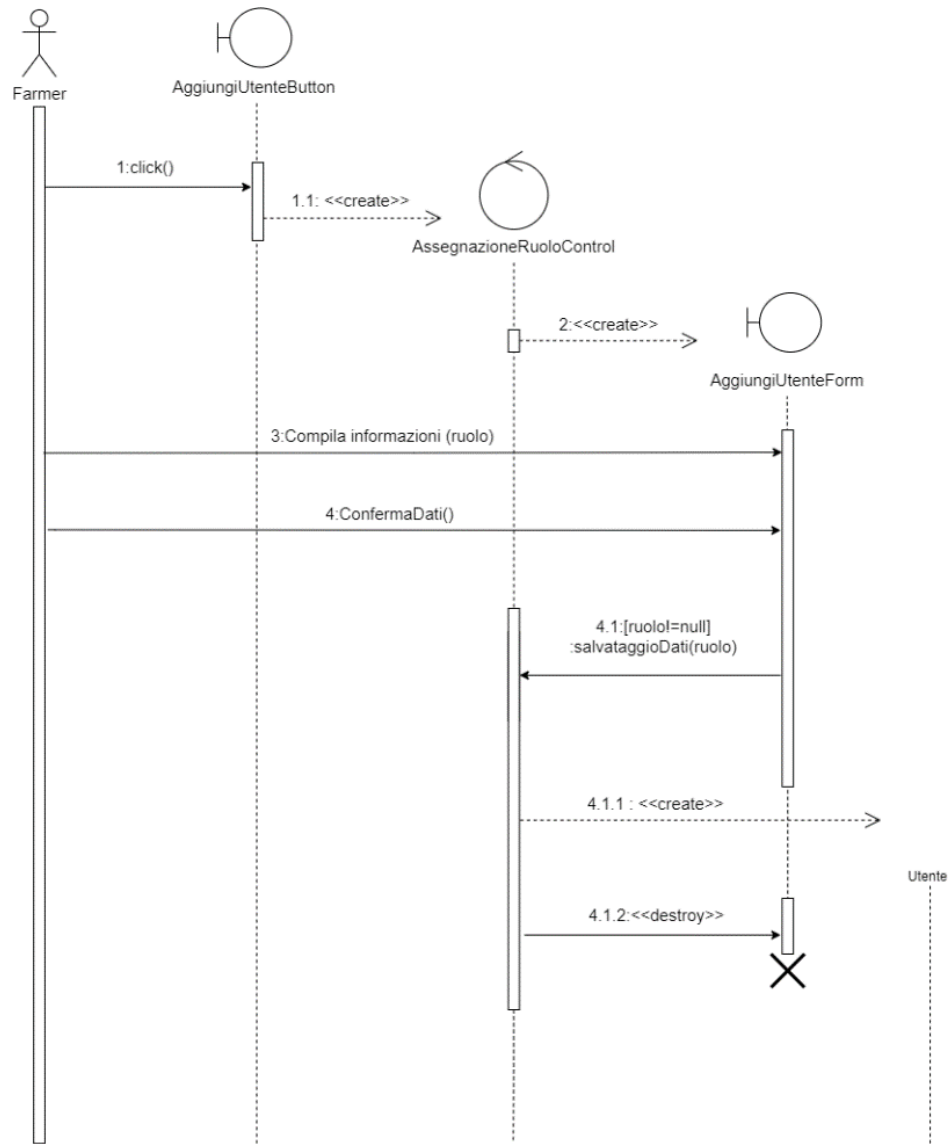 Farmer
AggiungiUtenteButton
1:click()
1.1: <<create>>
AssegnazioneRuoloControl
2:<<create>>
AggiungiUtenteForm
3:Compila informazioni (ruolo)
4:ConfermaDati()
4.1:[ruolo!=null]
:salvataggioDati(ruolo)
4.1.1 : <<create>>
Utente
4.1.2:<<destroy>>